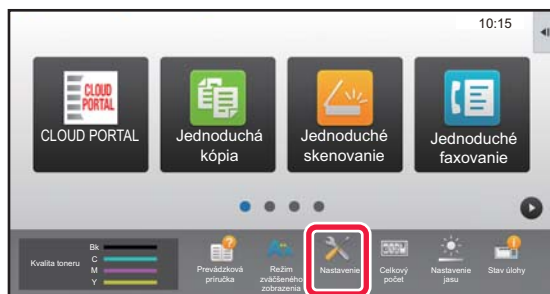 10:15
CLOUD
PORTAL
CLOUD PORTAL
Jednoduchá
kópia
Jednoduché
skenovanie
Jednoduché
faxovanie
Kvalita toneru
Bk
C
M
Y
Prevádzková
príručka
Režim
zväčšeného
zobrazenia
Nastavenie
Celkový
počet
Nastavenie
jasu
Stav úlohy